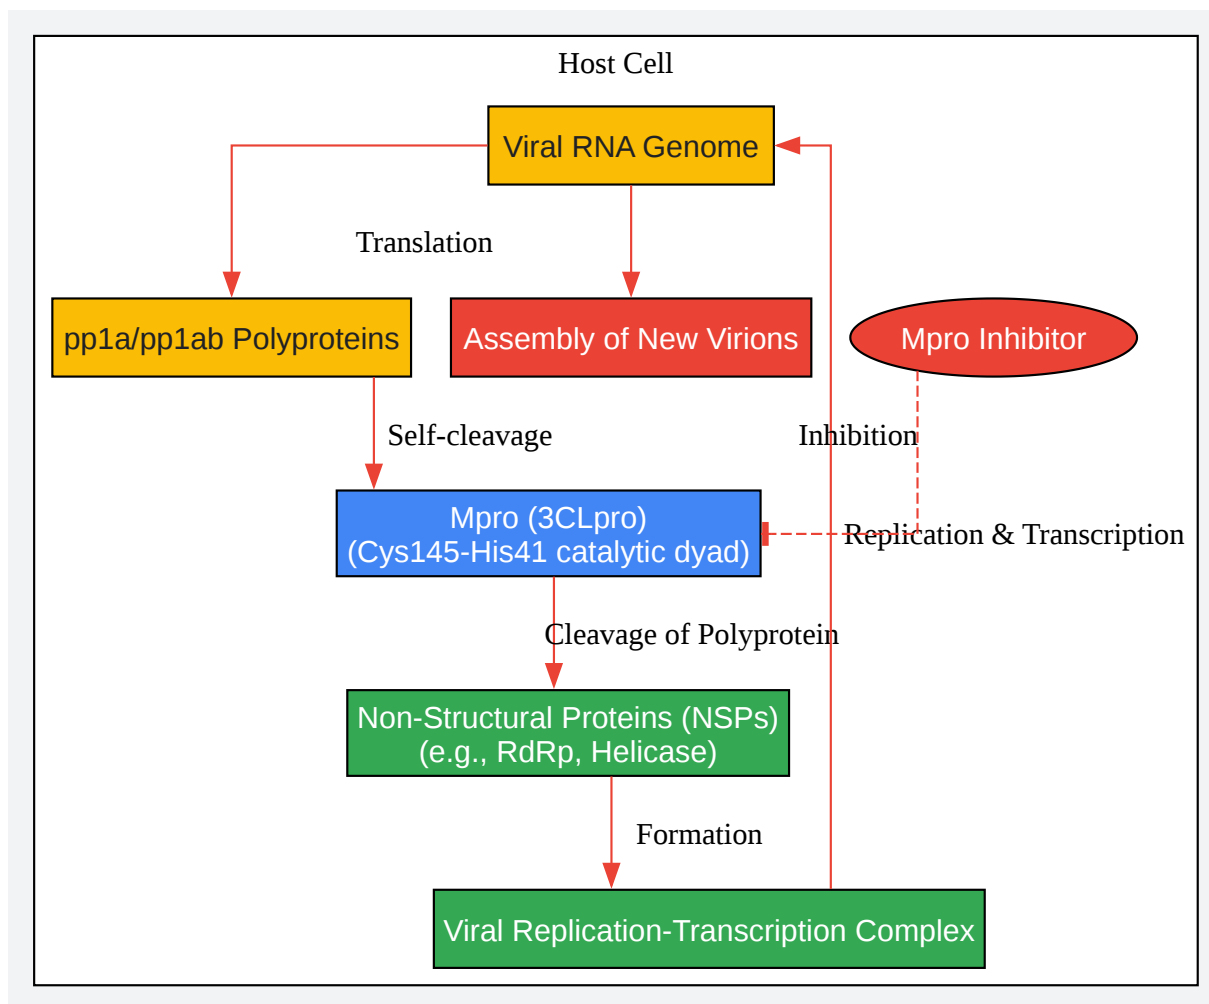 Host Cell
Viral RNA Genome
Translation
pp1a/pp1ab Polyproteins
Assembly of New Virions
Mpro Inhibitor
Self-cleavage
Inhibition
Mpro (3CLpro)
(Cys145-His41 catalytic dyad)
Replication & Transcription
Cleavage of Polyprotein
Non-Structural Proteins (NSPs)
(e.g., RdRp, Helicase)
Formation
Viral Replication-Transcription Complex